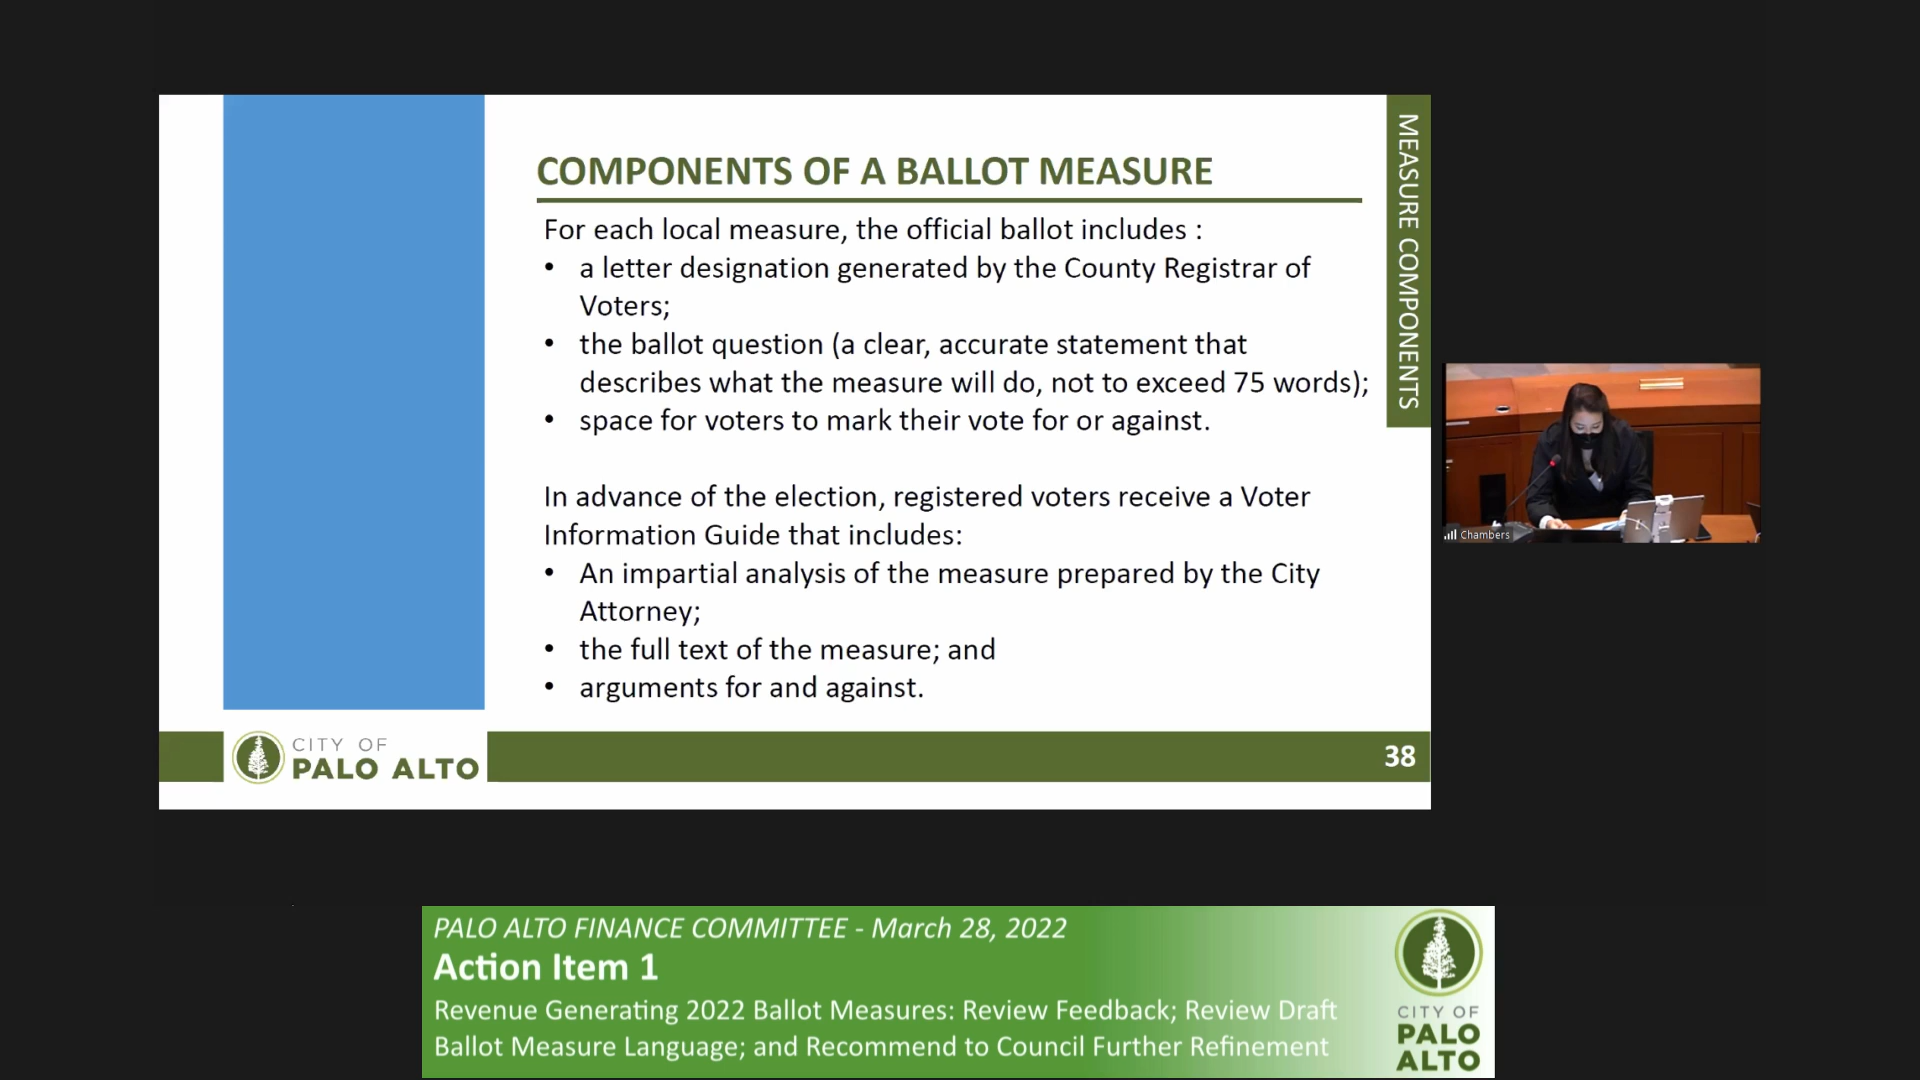 COMPONENTS OF A BALLOT MEASURE
For each local measure, the official ballot includes :
• a letter designation generated by the County Registrar of
Voters;
• the ballot question (a clear, accurate statement that
describes what the measure will do, not to exceed 75 words);
• space for voters to mark their vote for or against.
In advance of the election, registered voters receive a Voter
Information Guide that includes:
• An impartial analysis of the measure prepared by the City
Attorney;
• the full text of the measure; and
• arguments for and against.
MEASURE COMPONENTS
CITY OF
PALO ALTO
38
Chambers
PALO ALTO FINANCE COMMITTEE - March 28, 2022
Action Item 1
Revenue Generating 2022 Ballot Measures: Review Feedback; Review Draft
Ballot Measure Language; and Recommend to Council Further Refinement
CITY OF
PALO
ALTO